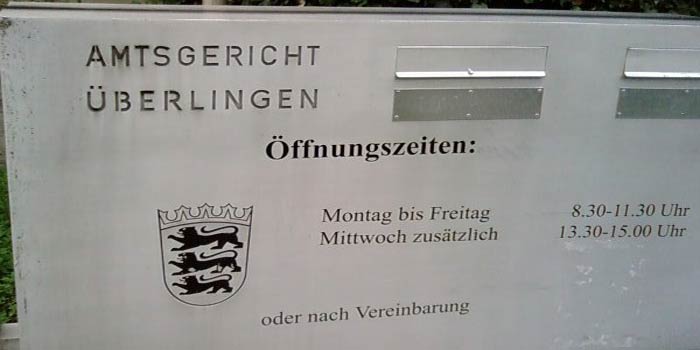 AMTSGERICHT
ÜBERLINGEN
Öffnungszeiten:
Montag bis Freitag 8.30-11.30 Uhr
Mittwoch zusätzlich 13.30-15.00 Uhr
oder nach Vereinbarung